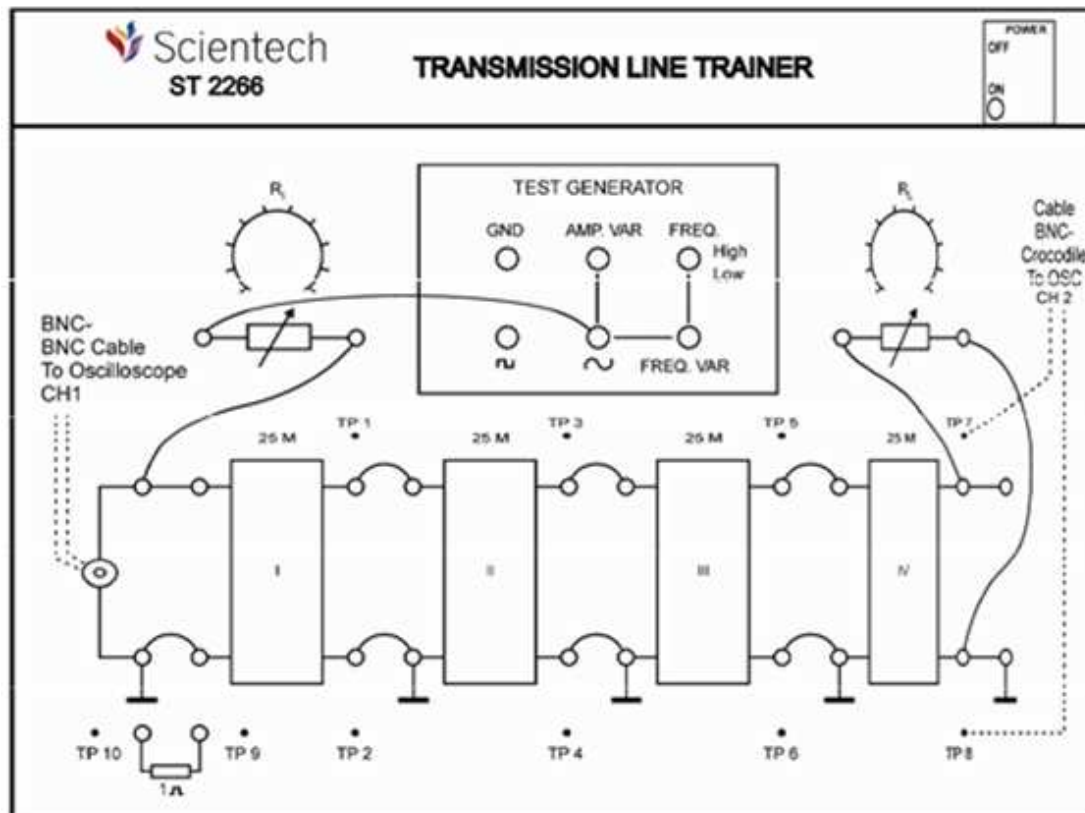 Scientech
ST 2266
TRANSMISSION LINE TRAINER
POWER
OFF
ON
TEST GENERATOR
GND
AMP. VAR
FREQ.
High
Low
FREQ. VAR
Cable
BNC-
Crocodile
To OSC
CH 2
BNC-
BNC Cable
To Oscilloscope
CH1
25 M
TP 1
25 M
TP 3
25 M
TP 5
25 M
TP 7
I
II
III
IV
TP 10
TP 9
TP 2
TP 4
TP 6
TP 8